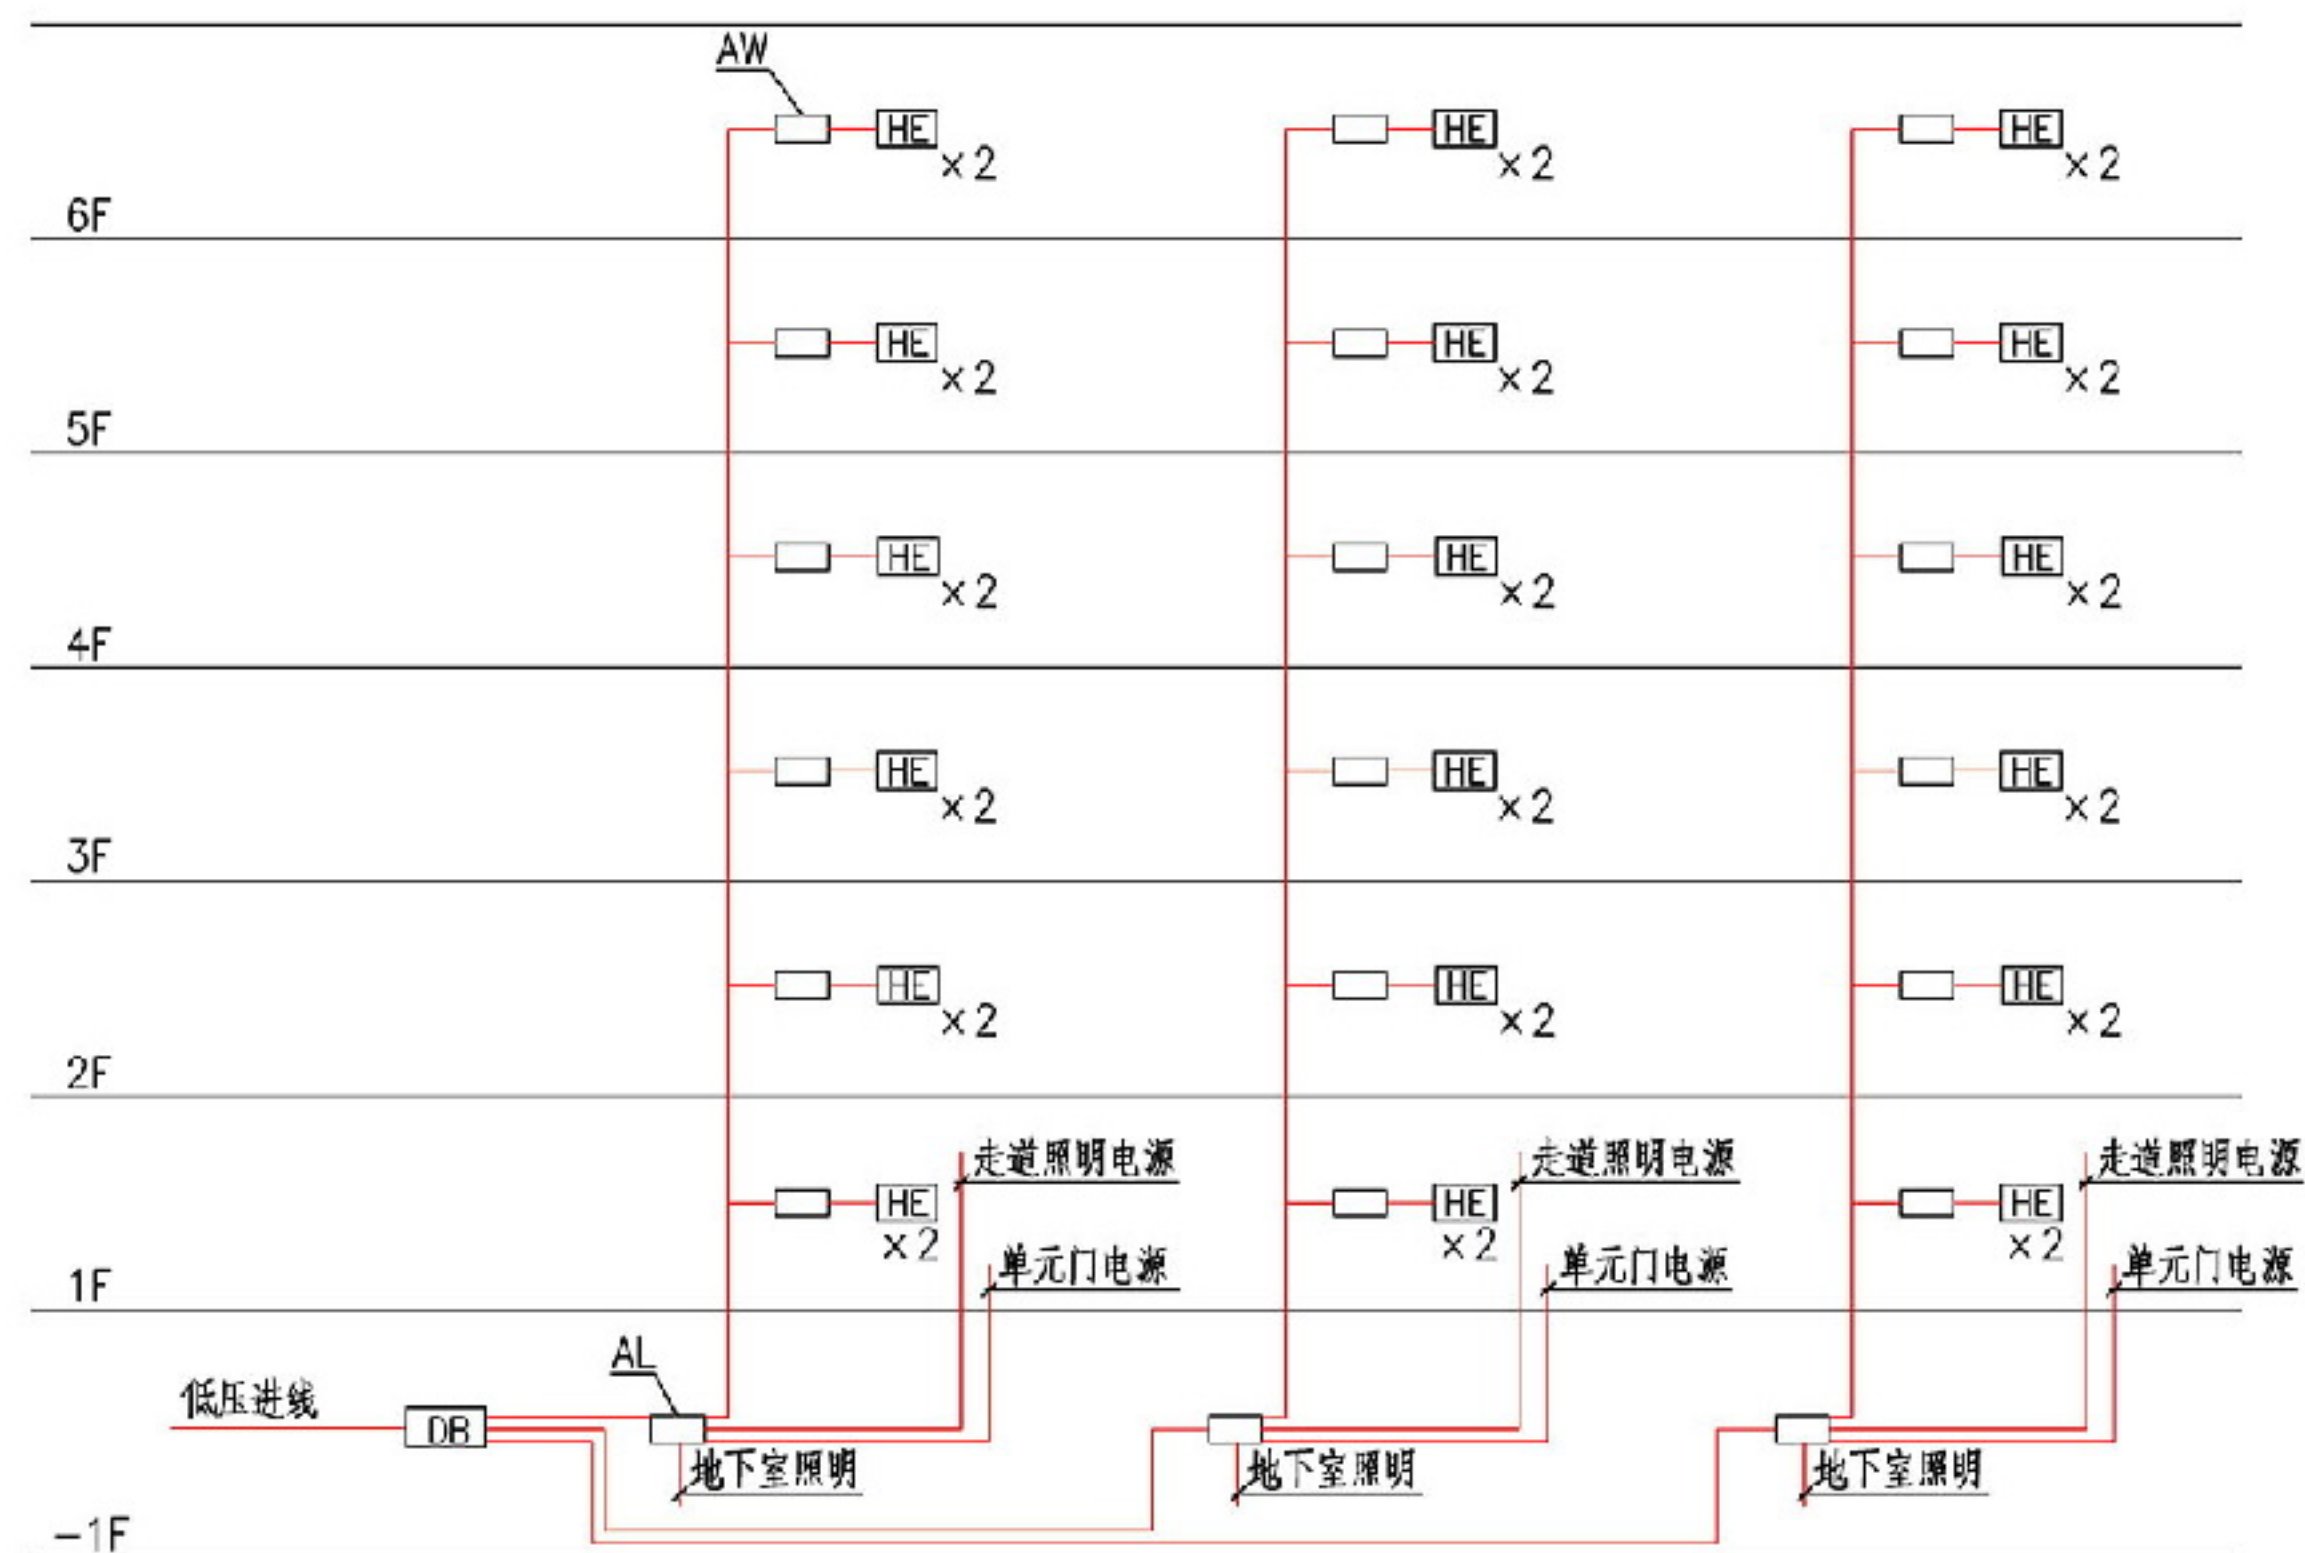 AW
HE HE HE
×2 ×2 ×2
6F
HE HE HE
×2 ×2 ×2
5F
HE HE HE
×2 ×2 ×2
4F
HE HE HE
×2 ×2 ×2
3F
HE HE HE
×2 ×2 ×2
2F
走道照明电源 走道照明电源 走道照明电源
HE HE HE
×2 ×2 ×2
单元门电源 单元门电源 单元门电源
1F
AL
低压进线
DB
地下室照明 地下室照明 地下室照明
-1F